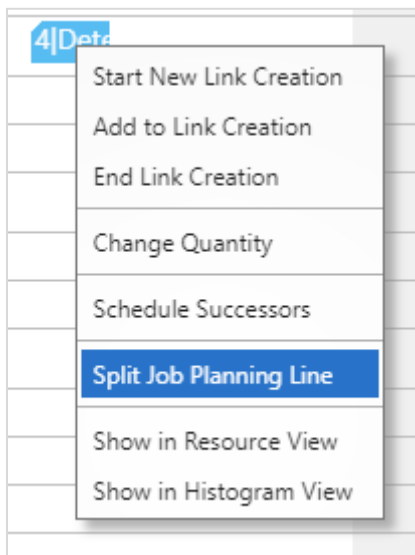 4|Dete
Start New Link Creation
Add to Link Creation
End Link Creation
Change Quantity
Schedule Successors
Split Job Planning Line
Show in Resource View
Show in Histogram View